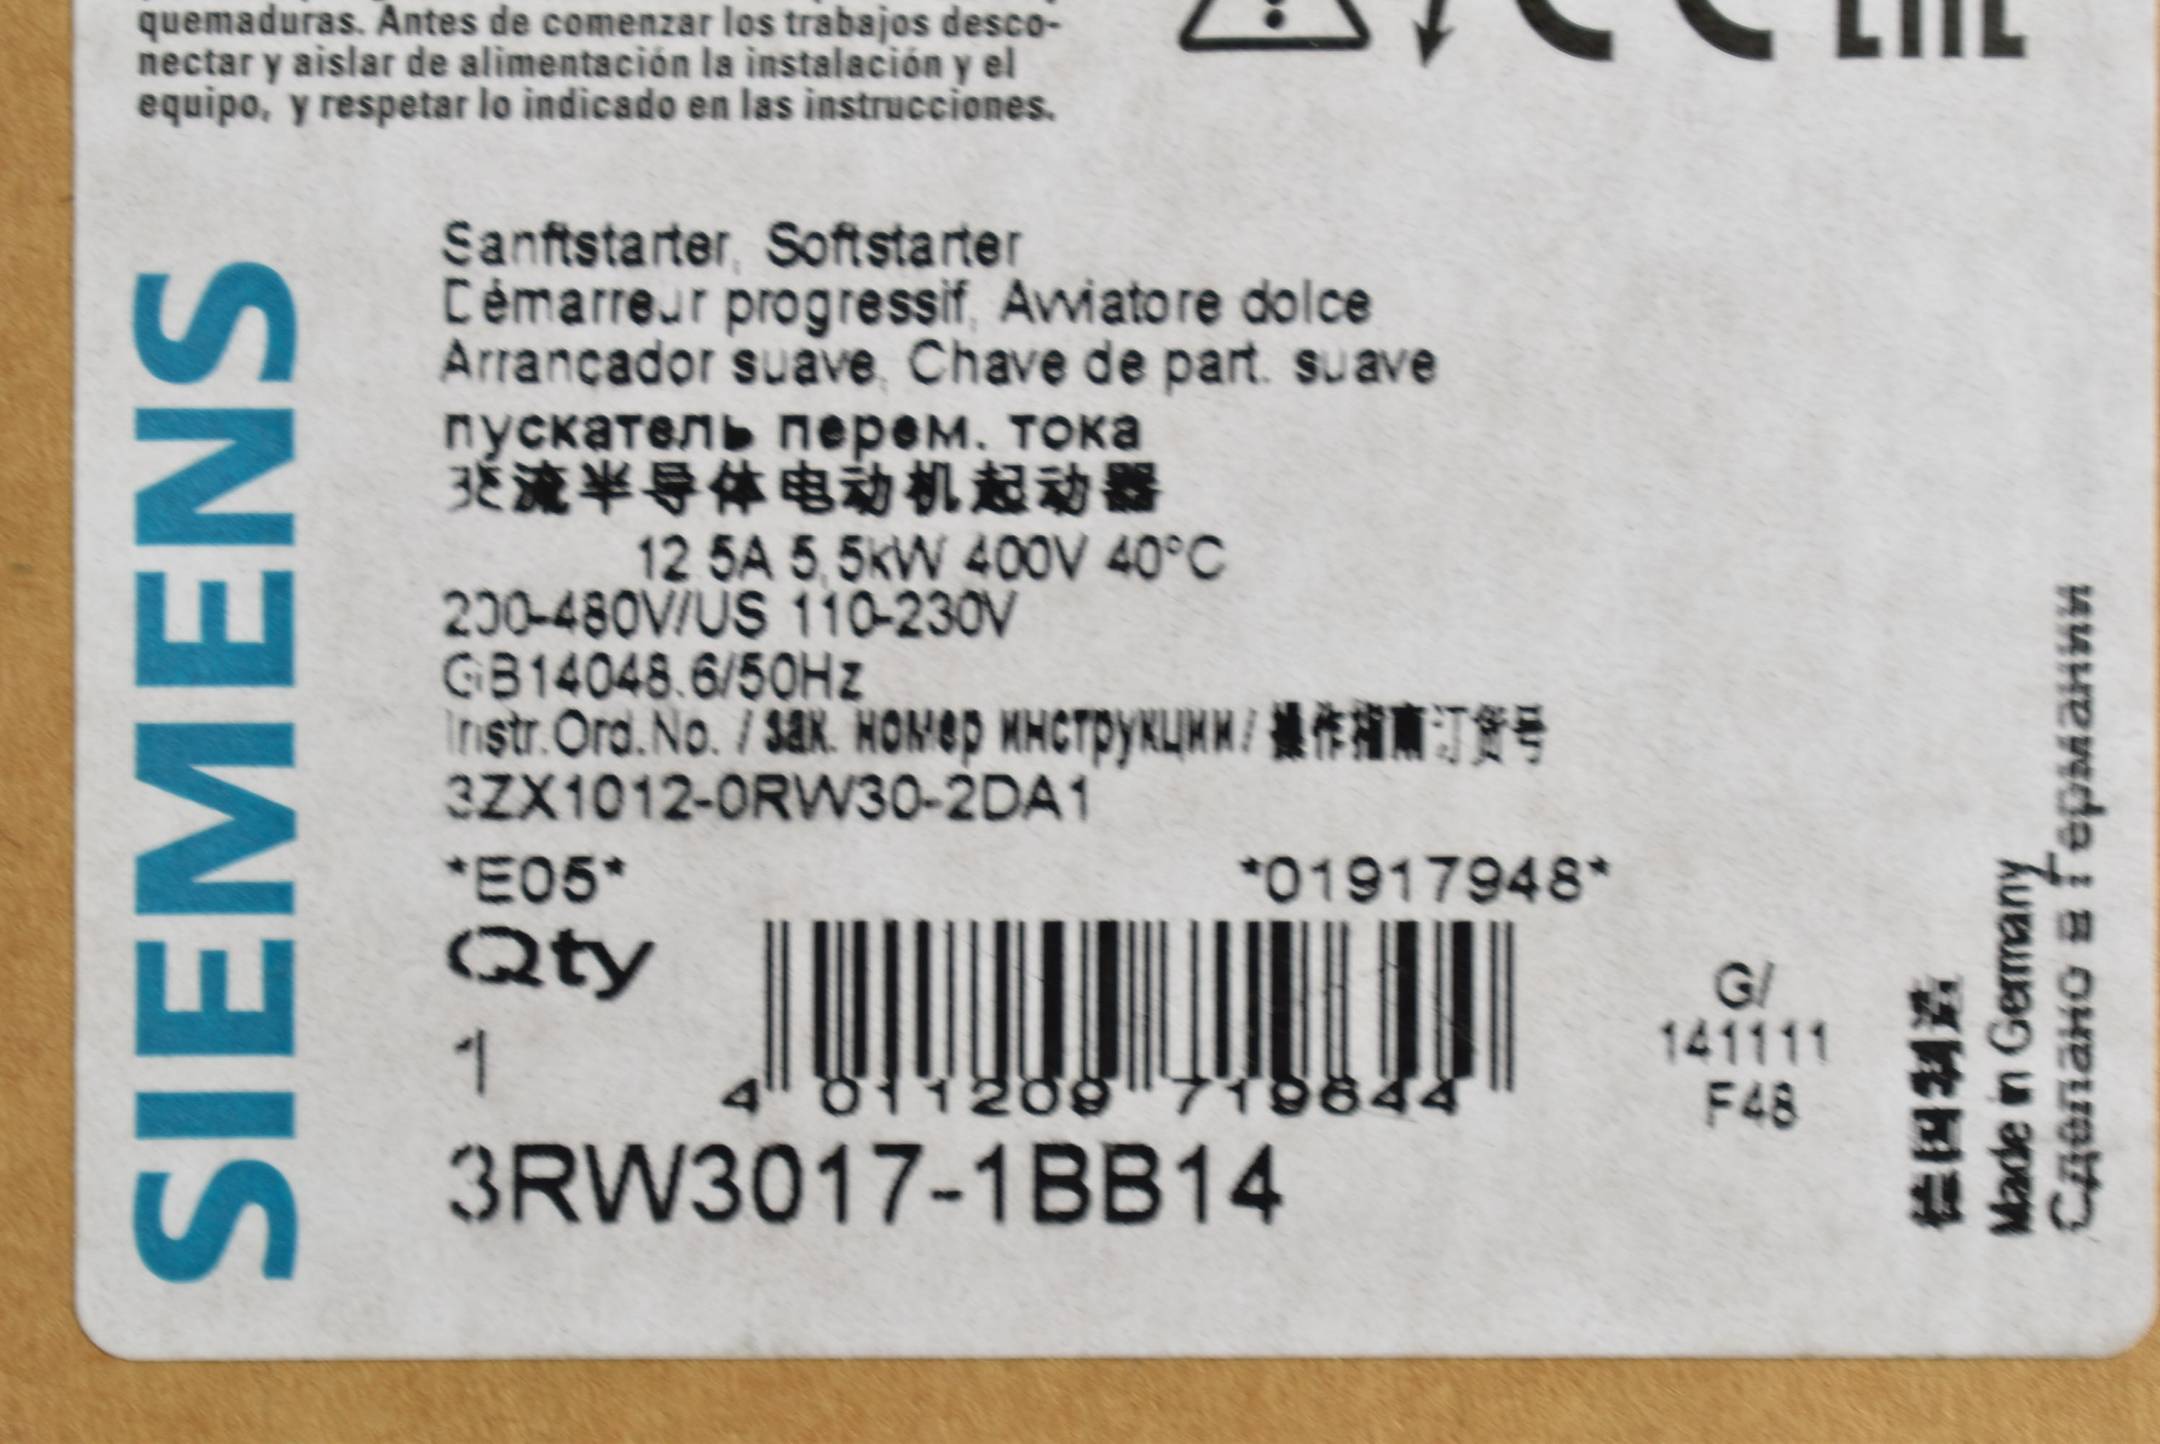 quemaduras. Antes de comenzar los trabajos desco-
nectar y aislar de alimentación la instalación y el
equipo, y respetar lo indicado en las instrucciones.
SIEMENS
Sanftstarter, Softstarter
Démarreur progressif, Avviatore dolce
Arrancador suave, Chave de part. suave
пускатель перем. тока
交流半导体电动机起动器
12,5A 5,5kW 400V 40°C
200-480V/US 110-230V
GB14048.6/50Hz
Instr.Ord.No. / зак. номер инструкции/ 操作指南订货号
3ZX1012-0RW30-2DA1
*E05* *01917948*
Qty
1
4 011209 719644
3RW3017-1BB14
G/
141111
F48
德国制造
Made in Germany
Сделано в Германии